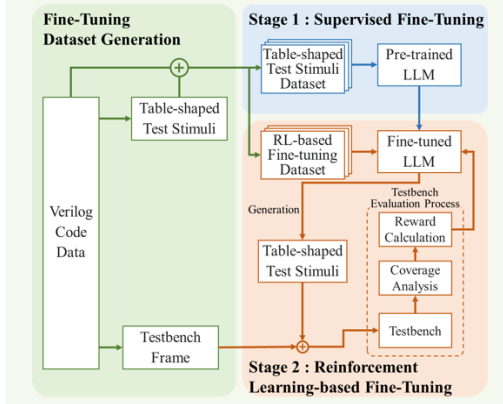 Fine-Tuning
Dataset Generation
Stage 1 : Supervised Fine-Tuning
Table-shaped
Test Stimuli
Dataset
Pre-trained
LLM
Table-shaped
Test Stimuli
RL-based
Fine-tuning
Dataset
Fine-tuned
LLM
Verilog
Code
Data
Generation
Testbench
Evaluation Process
Reward
Calculation
Table-shaped
Test Stimuli
Coverage
Analysis
Testbench
Testbench
Frame
Stage 2 : Reinforcement
Learning-based Fine-Tuning